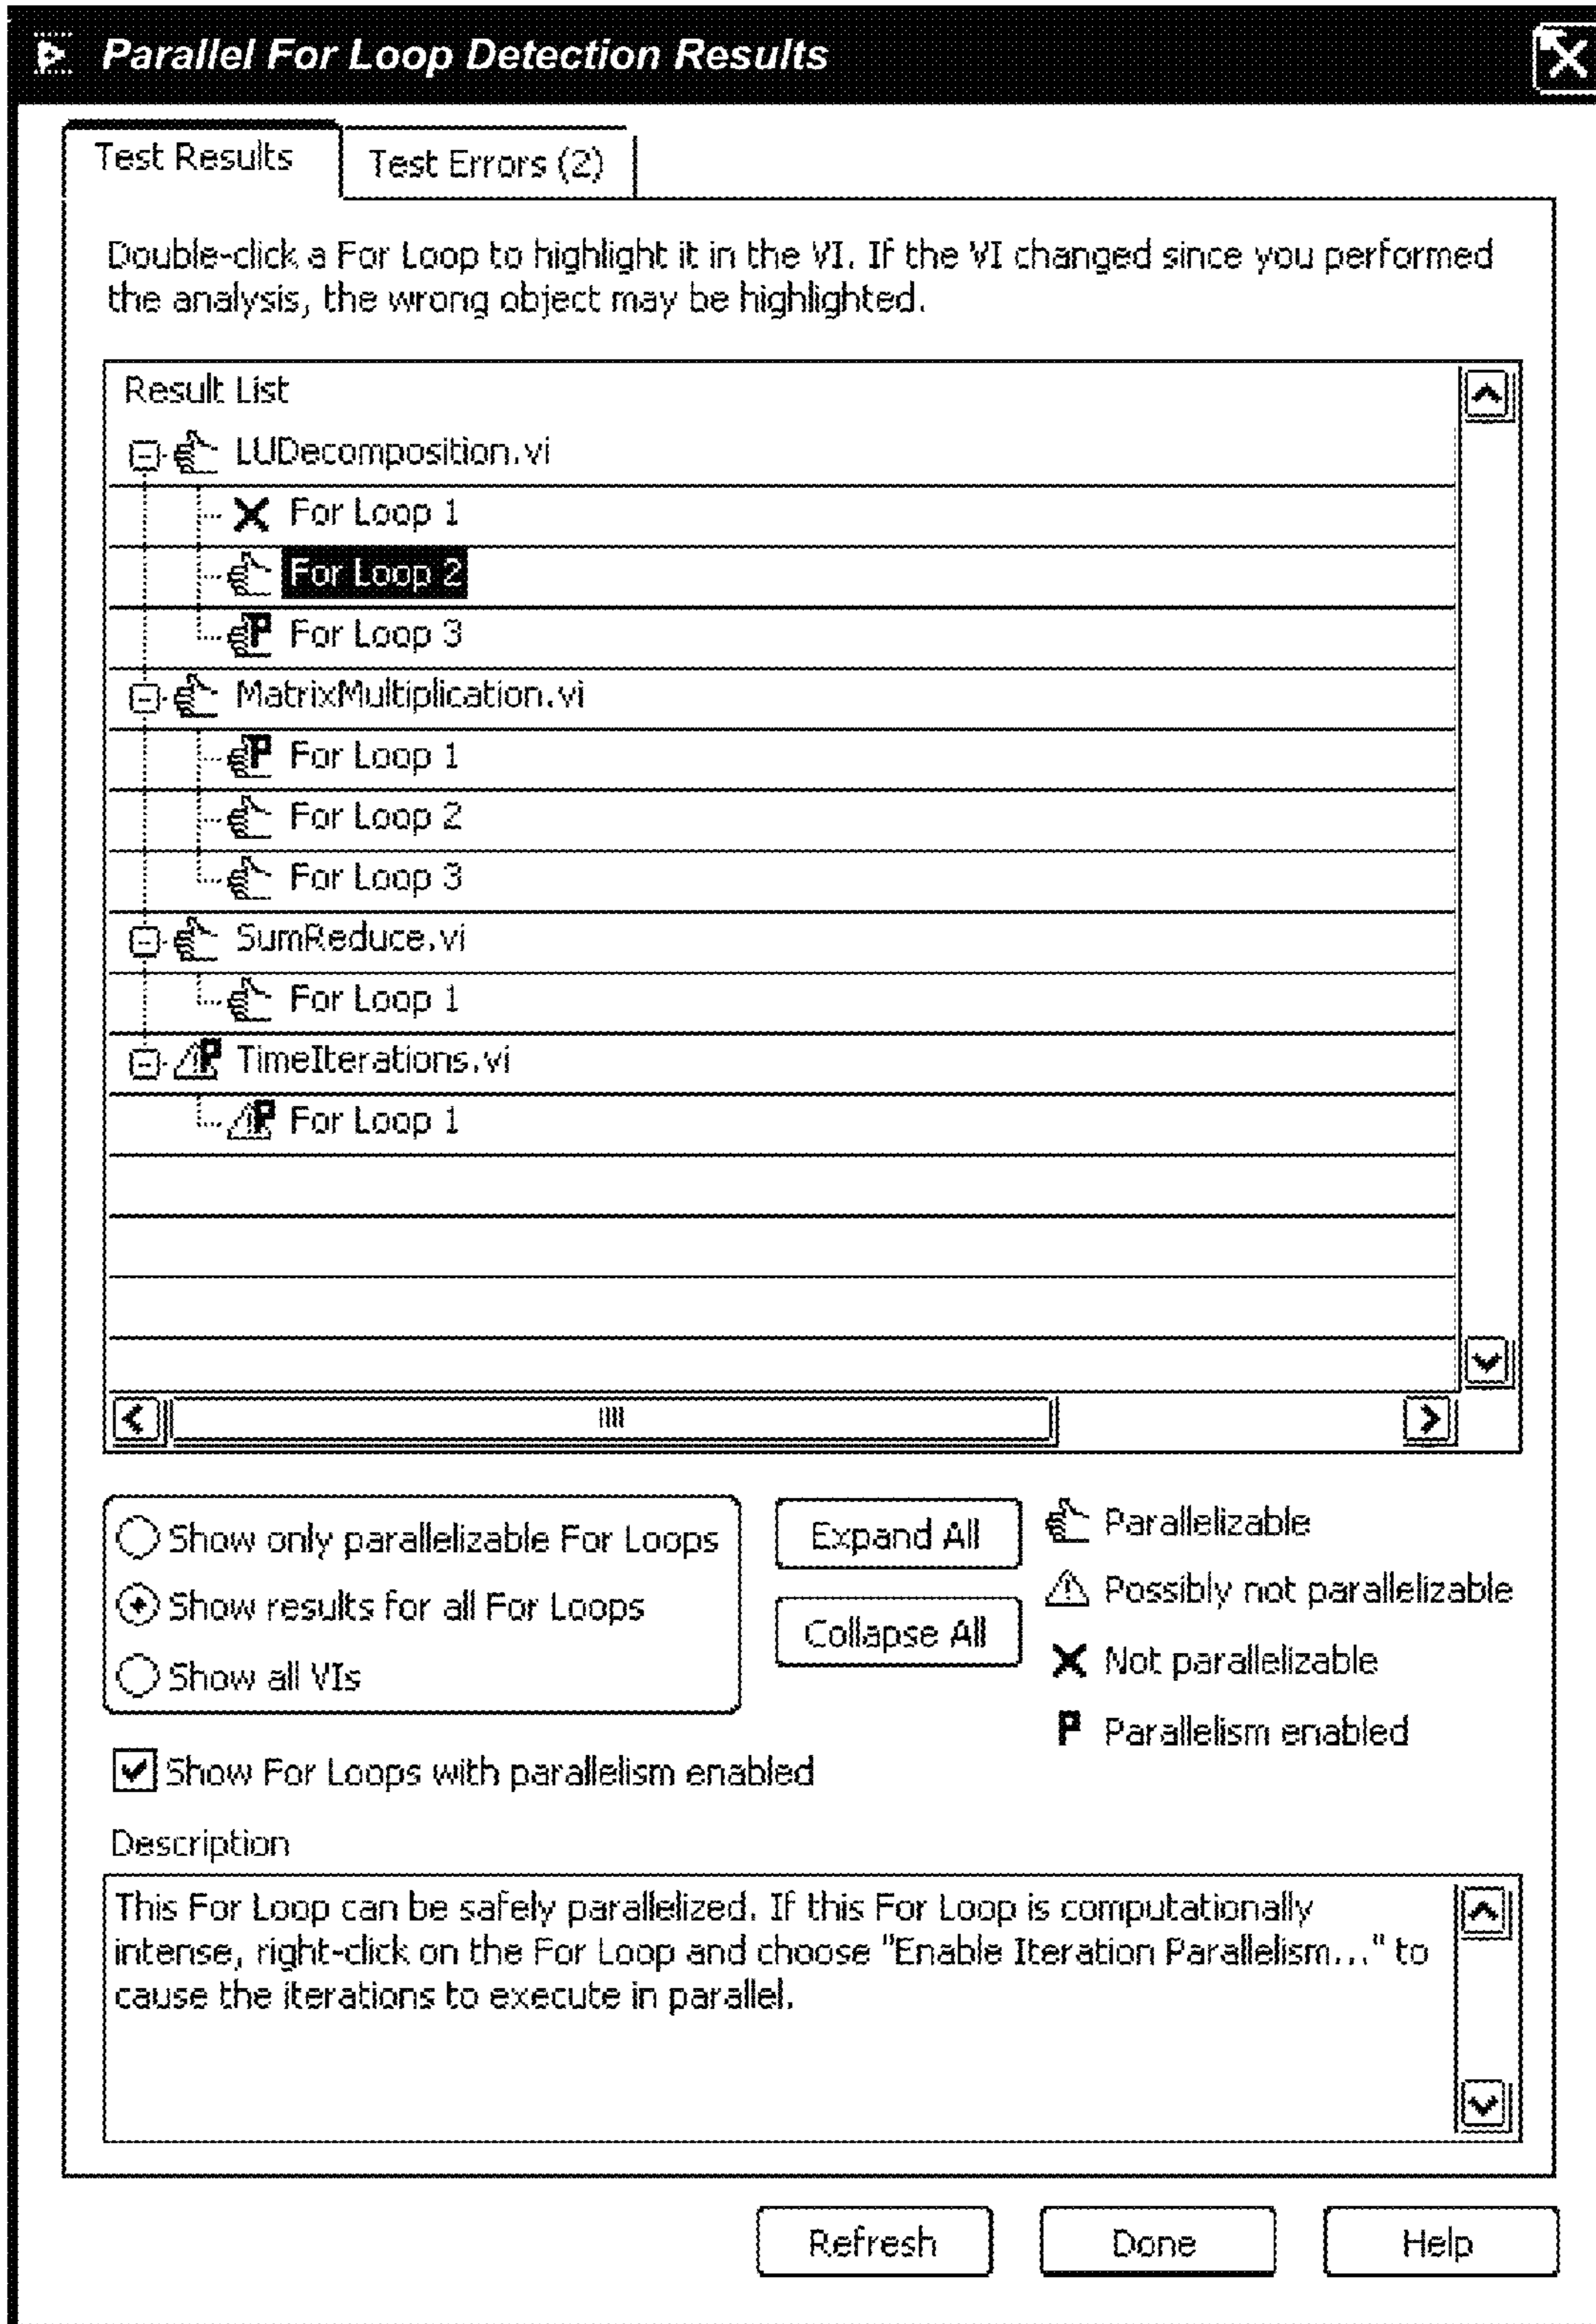 Parallel For Loop Detection Results
Test Results
Test Errors (2)
Double-click a For Loop to highlight it in the VI. If the VI changed since you performed
the analysis, the wrong object may be highlighted.
Result List
LUDecomposition.vi
For Loop 1
For Loop 2
P For Loop 3
MatrixMultiplication.vi
P For Loop 1
For Loop 2
For Loop 3
SumReduce.vi
For Loop 1
P TimeIterations.vi
P For Loop 1
Show only parallelizable For Loops
Show results for all For Loops
Show all VIs
Expand All
Collapse All
Parallelizable
Possibly not parallelizable
Not parallelizable
P Parallelism enabled
Show For Loops with parallelism enabled
Description
This For Loop can be safely parallelized. If this For Loop is computationally
intense, right-click on the For Loop and choose "Enable Iteration Parallelism..." to
cause the iterations to execute in parallel.
Refresh
Done
Help